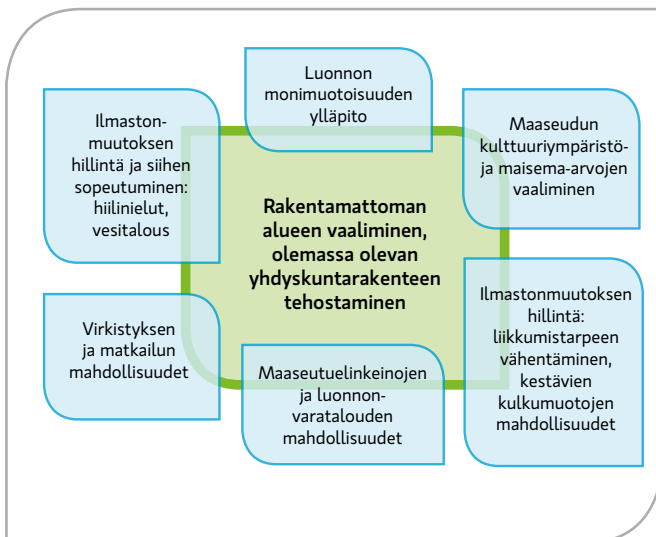 Luonnon
monimuotoisuuden
ylläpito
Ilmaston-
muutoksen
hillintä ja siihen
sopeutuminen:
hiilinielut,
vesitalous
Maaseudun
kulttuuriympäristö-
ja maisema-arvojen
vaaliminen
Rakentamattoman
alueen vaaliminen,
olemassa olevan
yhdyskuntarakenteen
tehostaminen
Ilmastonmuutoksen
hillintä:
liikkumistarpeen
vähentäminen,
kestävien
kulkumuotojen
mahdollisuudet
Virkistyksen
ja matkailun
mahdollisuudet
Maaseutuelinkeinojen
ja luonnon-
varatalouden
mahdollisuudet